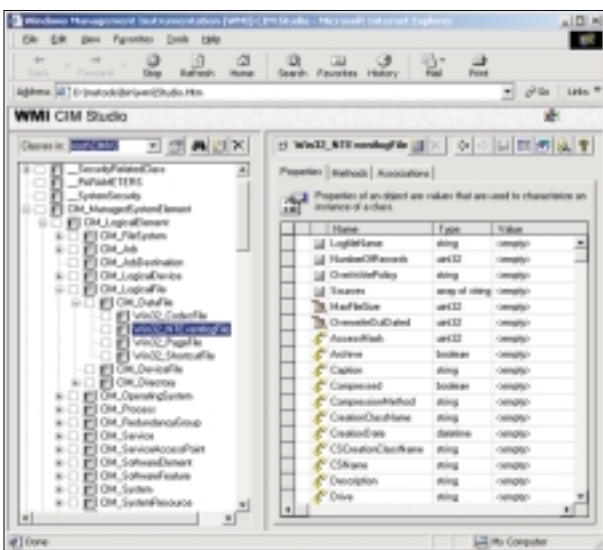 Windows Management Instrumentation (WMI) CIM Studio - Microsoft Internet Explorer
File Edit View Favorites Tools Help
Back Forward Stop Refresh Home Search Favorites History Mail Print
Address Go Links
WMI CIM Studio
Classes in: root\CIMV2
Win32_NTEventlogFile
__SecurityRelatedClass
__PARAMETERS
__SystemSecurity
CIM_ManagedSystemElement
CIM_LogicalElement
CIM_FileSystem
CIM_Job
CIM_JobDestination
CIM_LogicalDevice
CIM_LogicalFile
CIM_DataFile
Win32_CodecFile
Win32_NTEventlogFile
Win32_PageFile
Win32_ShortcutFile
CIM_DeviceFile
CIM_Directory
CIM_OperatingSystem
CIM_Process
CIM_RedundancyGroup
CIM_Service
CIM_ServiceAccessPoint
CIM_SoftwareElement
CIM_SoftwareFeature
CIM_System
CIM_SystemResource
Properties Methods Associations
Properties of an object are values that are used to characterize an
instance of a class.
Name Type Value
LogfileName string <empty>
NumberOfRecords uint32 <empty>
OverWritePolicy string <empty>
Sources array of string <empty>
MaxFileSize uint32 <empty>
OverwriteOutDated uint32 <empty>
AccessMask uint32 <empty>
Archive boolean <empty>
Caption string <empty>
Compressed boolean <empty>
CompressionMethod string <empty>
CreationClassName string <empty>
CreationDate datetime <empty>
CSCreationClassName string <empty>
CSName string <empty>
Description string <empty>
Drive string <empty>
Done My Computer